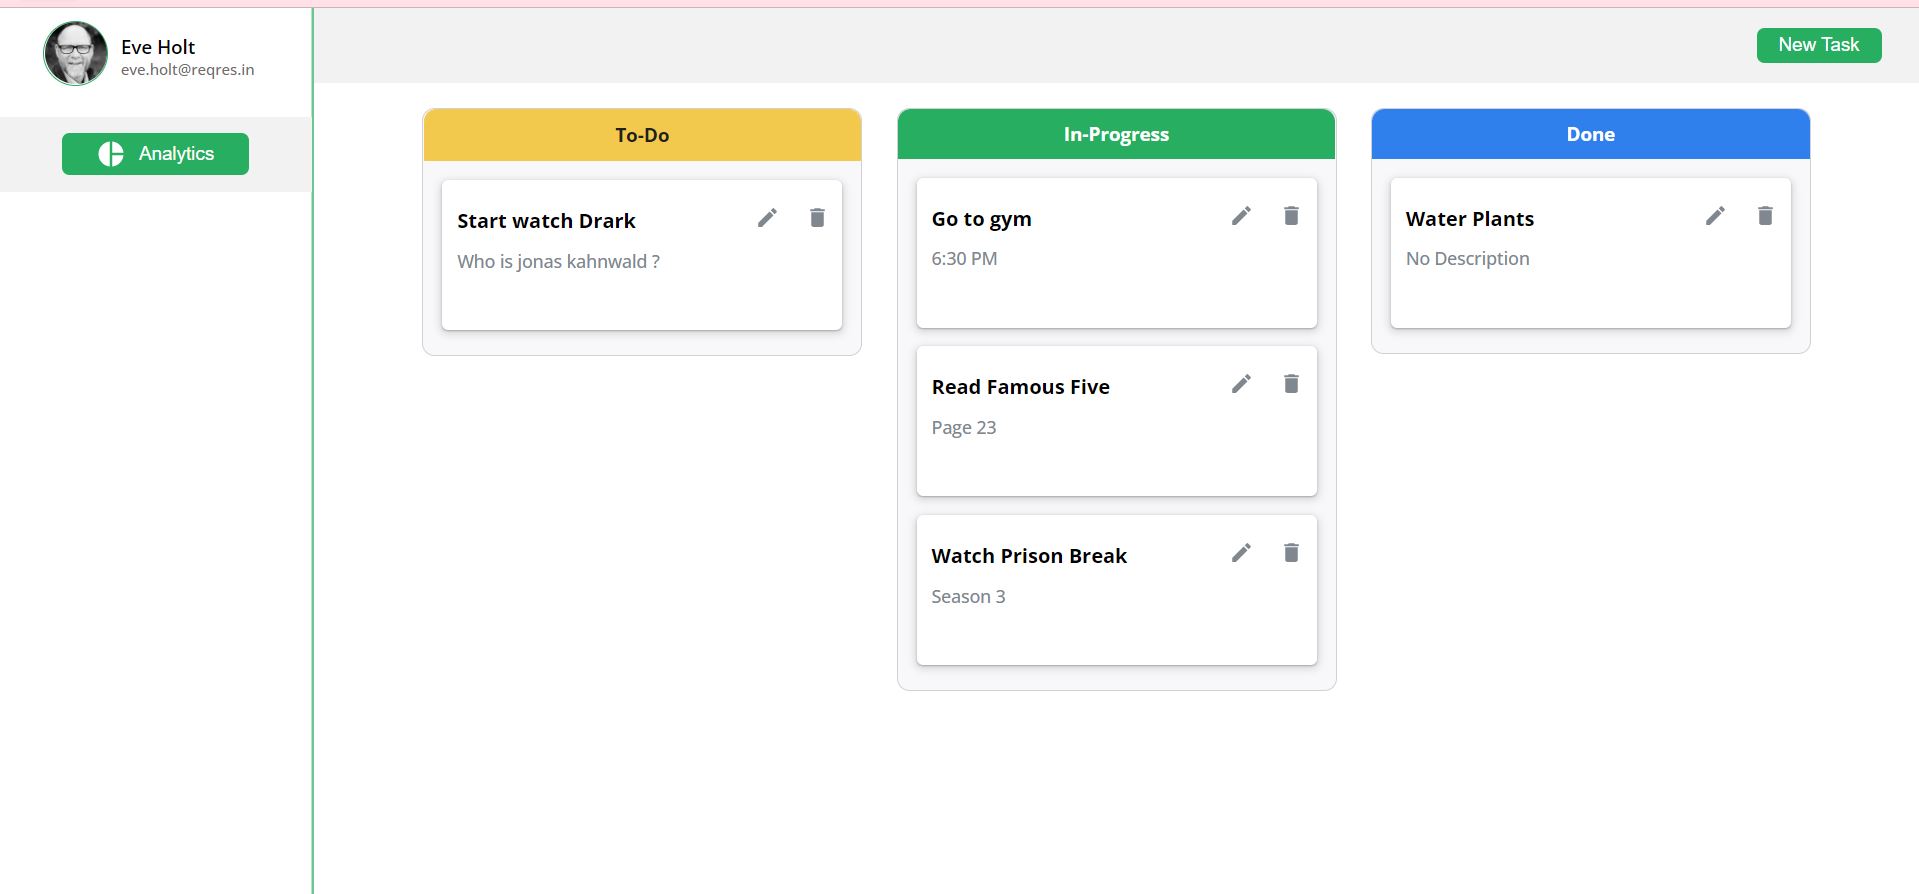 Eve Holt
eve.holt@reqres.in
New Task
Analytics
To-Do
Start watch Drark
Who is jonas kahnwald ?
In-Progress
Go to gym
6:30 PM
Read Famous Five
Page 23
Watch Prison Break
Season 3
Done
Water Plants
No Description